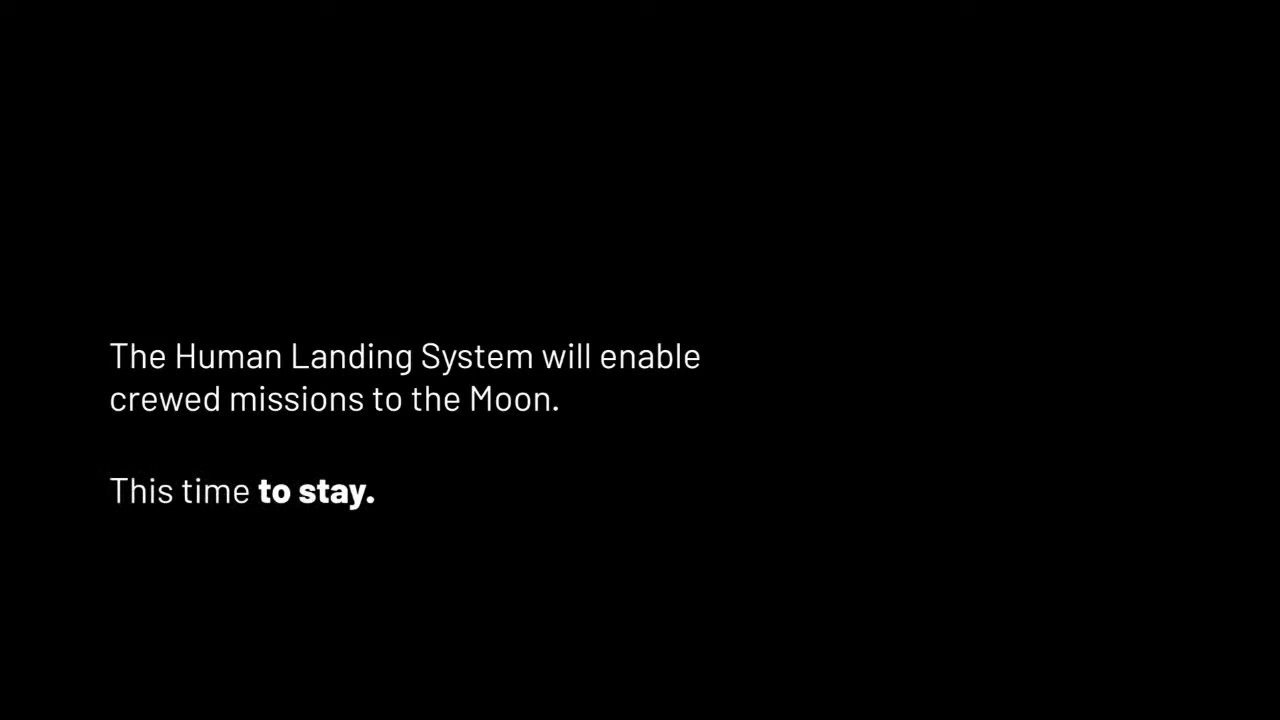 The Human Landing System will enable
crewed missions to the Moon.
This time to stay.